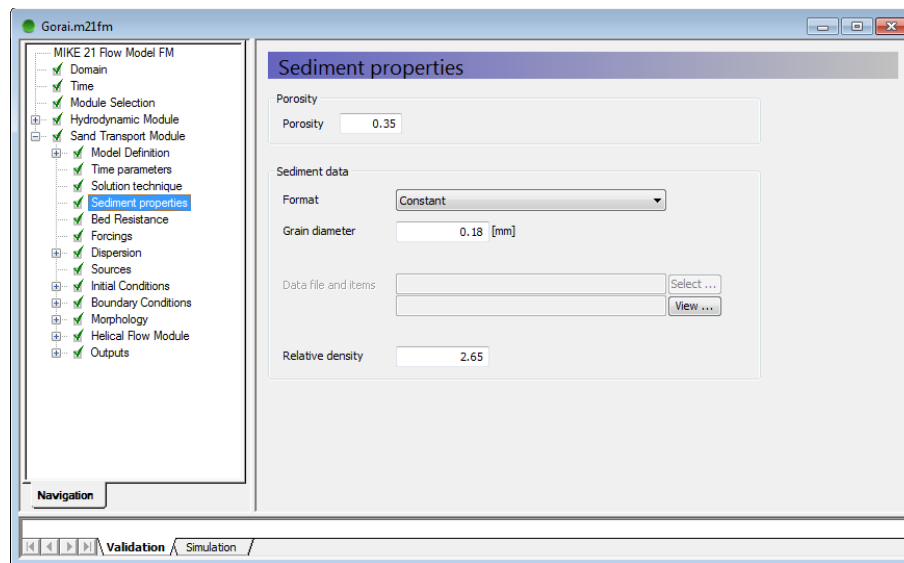 Gorai.m21fm
MIKE 21 Flow Model FM
Domain
Time
Module Selection
Hydrodynamic Module
Sand Transport Module
Model Definition
Time parameters
Solution technique
Sediment properties
Bed Resistance
Forcings
Dispersion
Sources
Initial Conditions
Boundary Conditions
Morphology
Helical Flow Module
Outputs
Navigation
Sediment properties
Porosity
Porosity 0.35
Sediment data
Format Constant
Grain diameter 0.18 [mm]
Data file and items Select ...
View ...
Relative density 2.65
Validation Simulation